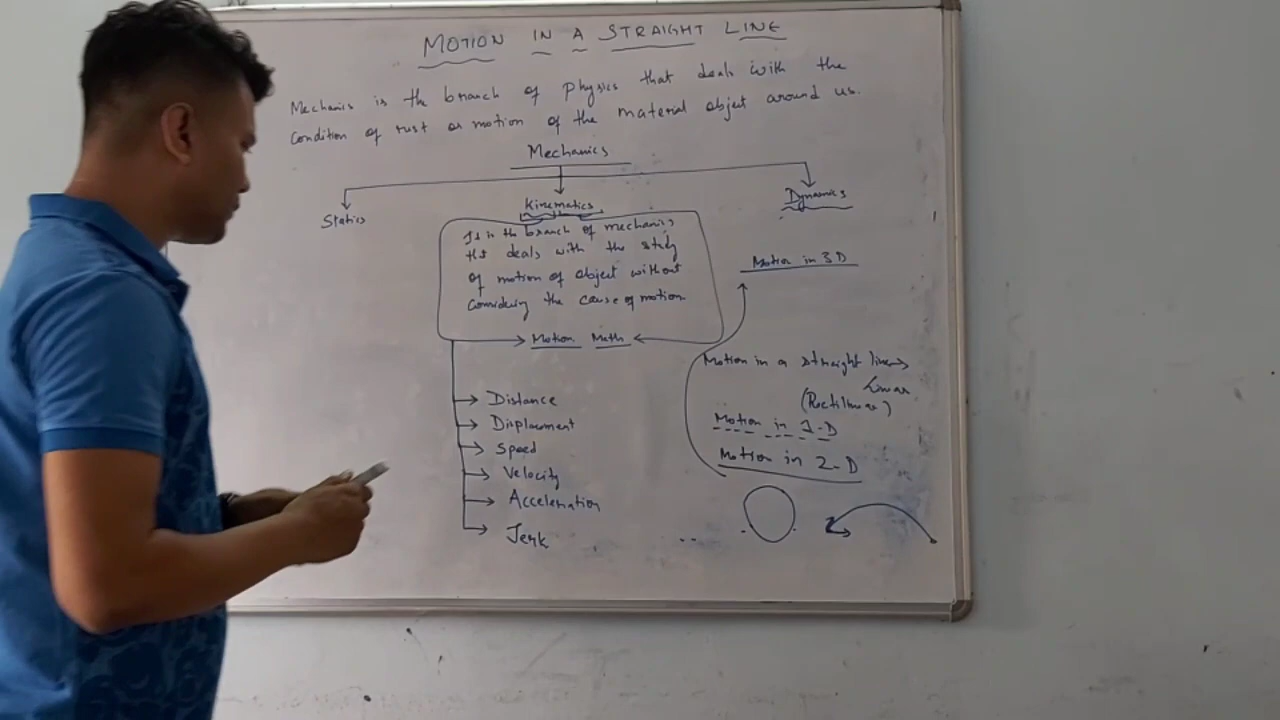 MOTION IN A STRAIGHT LINE
Mechanics is the branch of physics that deals with the
condition of rest or motion of the material object around us.
Mechanics
Statics
Kinematics
Dynamics
It is the branch of mechanics
tht deals with the study
of motion of object without
considering the cause of motion
Motion Math
Distance
Displacement
Speed
Velocity
Acceleration
Jerk
Motion in 3D
Motion in a straight line
Linear
(Rectilinear)
Motion in 1-D
Motion in 2-D